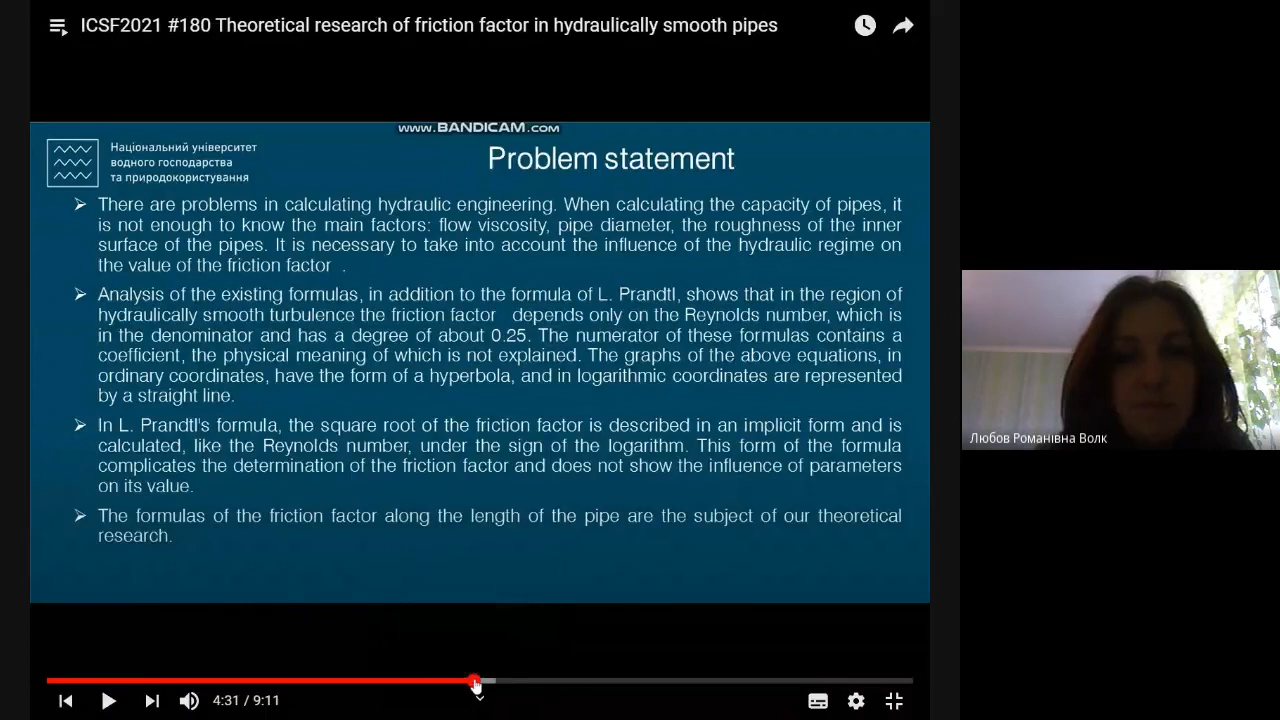 ICSF2021 #180 Theoretical research of friction factor in hydraulically smooth pipes
www.BANDICAM.com
Національний університет
водного господарства
та природокористування
Problem statement
There are problems in calculating hydraulic engineering. When calculating the capacity of pipes, it
is not enough to know the main factors: flow viscosity, pipe diameter, the roughness of the inner
surface of the pipes. It is necessary to take into account the influence of the hydraulic regime on
the value of the friction factor .
Analysis of the existing formulas, in addition to the formula of L. Prandtl, shows that in the region of
hydraulically smooth turbulence the friction factor depends only on the Reynolds number, which is
in the denominator and has a degree of about 0.25. The numerator of these formulas contains a
coefficient, the physical meaning of which is not explained. The graphs of the above equations, in
ordinary coordinates, have the form of a hyperbola, and in logarithmic coordinates are represented
by a straight line.
In L. Prandtl's formula, the square root of the friction factor is described in an implicit form and is
calculated, like the Reynolds number, under the sign of the logarithm. This form of the formula
complicates the determination of the friction factor and does not show the influence of parameters
on its value.
The formulas of the friction factor along the length of the pipe are the subject of our theoretical
research.
Любов Романівна Волк
4:31 / 9:11